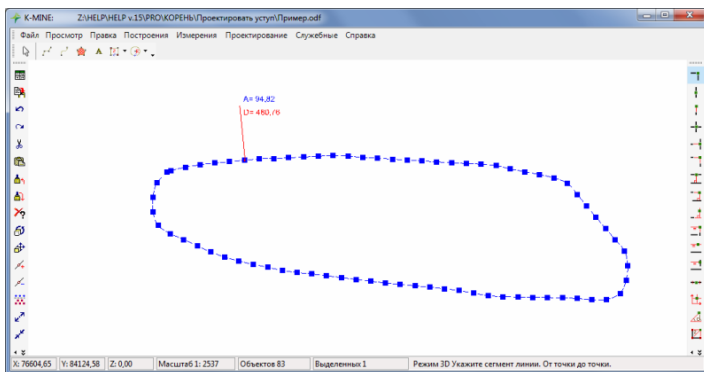 K-MINE: Z:\HELP\HELP v.15\PRO\КОРЕНЬ\Проектировать уступ\Пример.odf
Файл Просмотр Правка Построения Измерения Проектирование Служебные Справка
A= 94,82
D= 480,76
X: 76604,65 Y: 84124,58 Z: 0,00 Масштаб 1: 2537 Объектов 83 Выделенных 1 Режим 3D Укажите сегмент линии. От точки до точки.